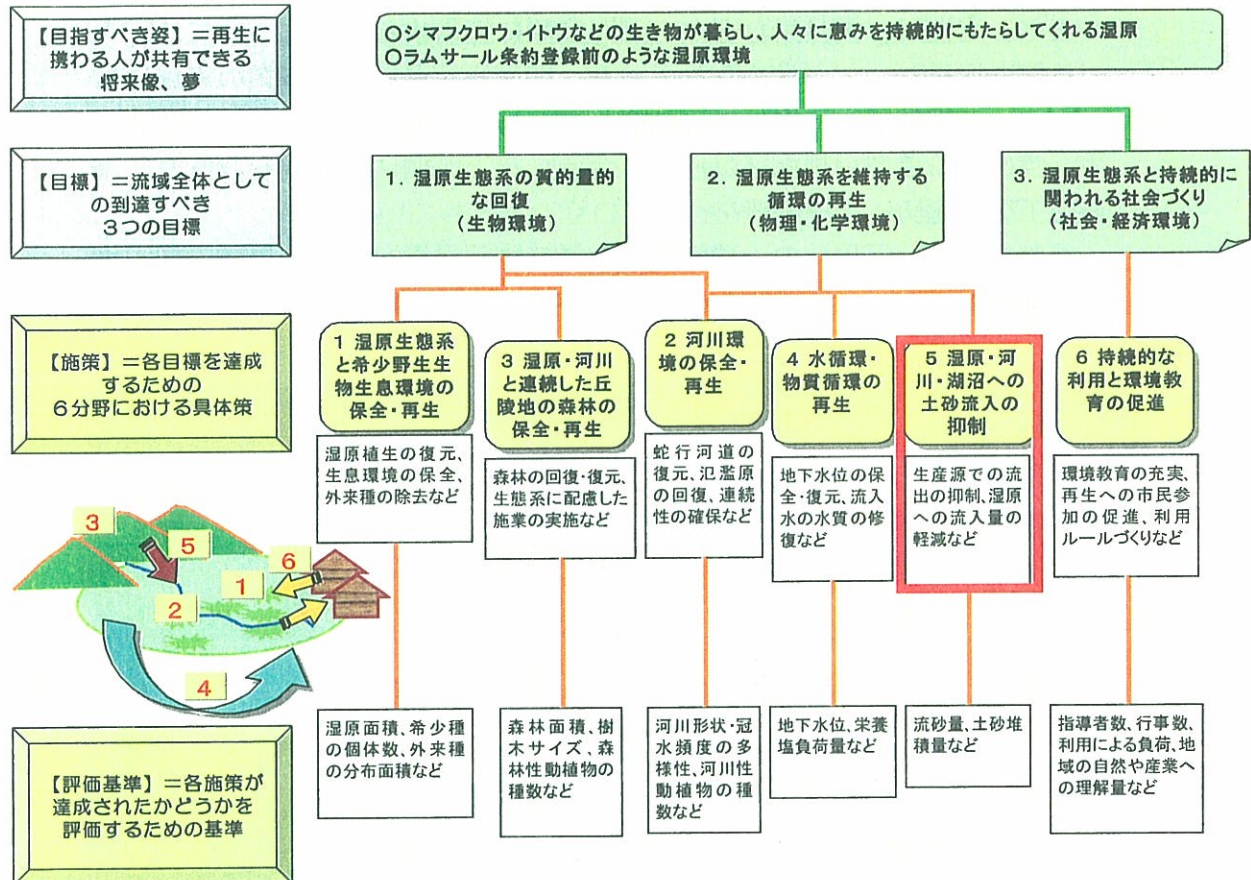 【目指すべき姿】＝再生に
携わる人が共有できる
将来像、夢
○シマフクロウ・イトウなどの生き物が暮らし、人々に恵みを持続的にもたらしてくれる湿原
○ラムサール条約登録前のような湿原環境
【目標】＝流域全体として
の到達すべき
3つの目標
1. 湿原生態系の質的量的
な回復
（生物環境）
2. 湿原生態系を維持する
循環の再生
（物理・化学環境）
3. 湿原生態系と持続的に
関われる社会づくり
（社会・経済環境）
【施策】＝各目標を達成
するための
6分野における具体策
1 湿原生態系
と希少野生生
物生息環境の
保全・再生
湿原植生の復元、
生息環境の保全、
外来種の除去など
3 湿原・河川
と連続した丘
陵地の森林の
保全・再生
森林の回復・復元、
生態系に配慮した
施業の実施など
2 河川環
境の保全・
再生
蛇行河道の
復元、氾濫原
の回復、連続
性の確保など
4 水循環・
物質循環の
再生
地下水位の保
全・復元、流入
水の水質の修
復など
5 湿原・河
川・湖沼への
土砂流入の
抑制
生産源での流
出の抑制、湿原
への流入量の
軽減など
6 持続的な
利用と環境教
育の促進
環境教育の充実、
再生への市民参
加の促進、利用
ルールづくりなど
3
5
6
1
2
4
【評価基準】＝各施策が
達成されたかどうかを
評価するための基準
湿原面積、希少種
の個体数、外来種
の分布面積など
森林面積、樹
木サイズ、森
林性動植物の
種数など
河川形状・冠
水頻度の多
様性、河川性
動植物の種
数など
地下水位、栄養
塩負荷量など
流砂量、土砂堆
積量など
指導者数、行事数、
利用による負荷、地
域の自然や産業へ
の理解量など